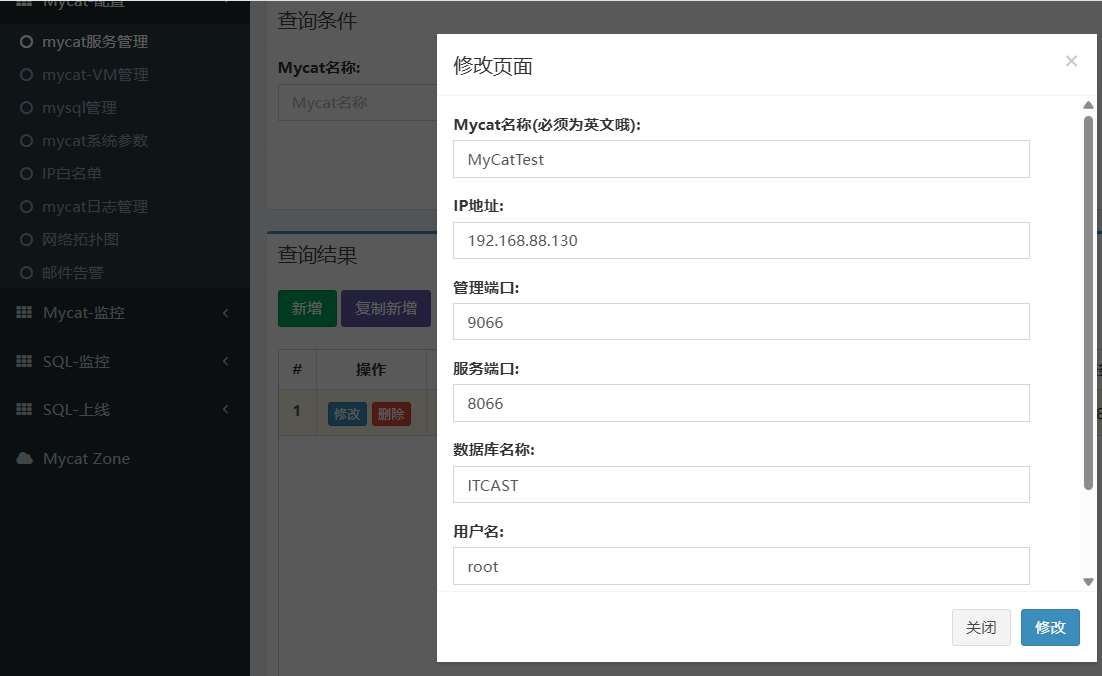 Mycat-配置
mycat服务管理
mycat-VM管理
mysql管理
mycat系统参数
IP白名单
mycat日志管理
网络拓扑图
邮件告警
Mycat-监控
SQL-监控
SQL-上线
Mycat Zone
查询条件
Mycat名称:
Mycat名称
查询结果
新增
复制新增
# 操作
1 修改 删除
修改页面 ×
Mycat名称(必须为英文哦):
MyCatTest
IP地址:
192.168.88.130
管理端口:
9066
服务端口:
8066
数据库名称:
ITCAST
用户名:
root
关闭 修改